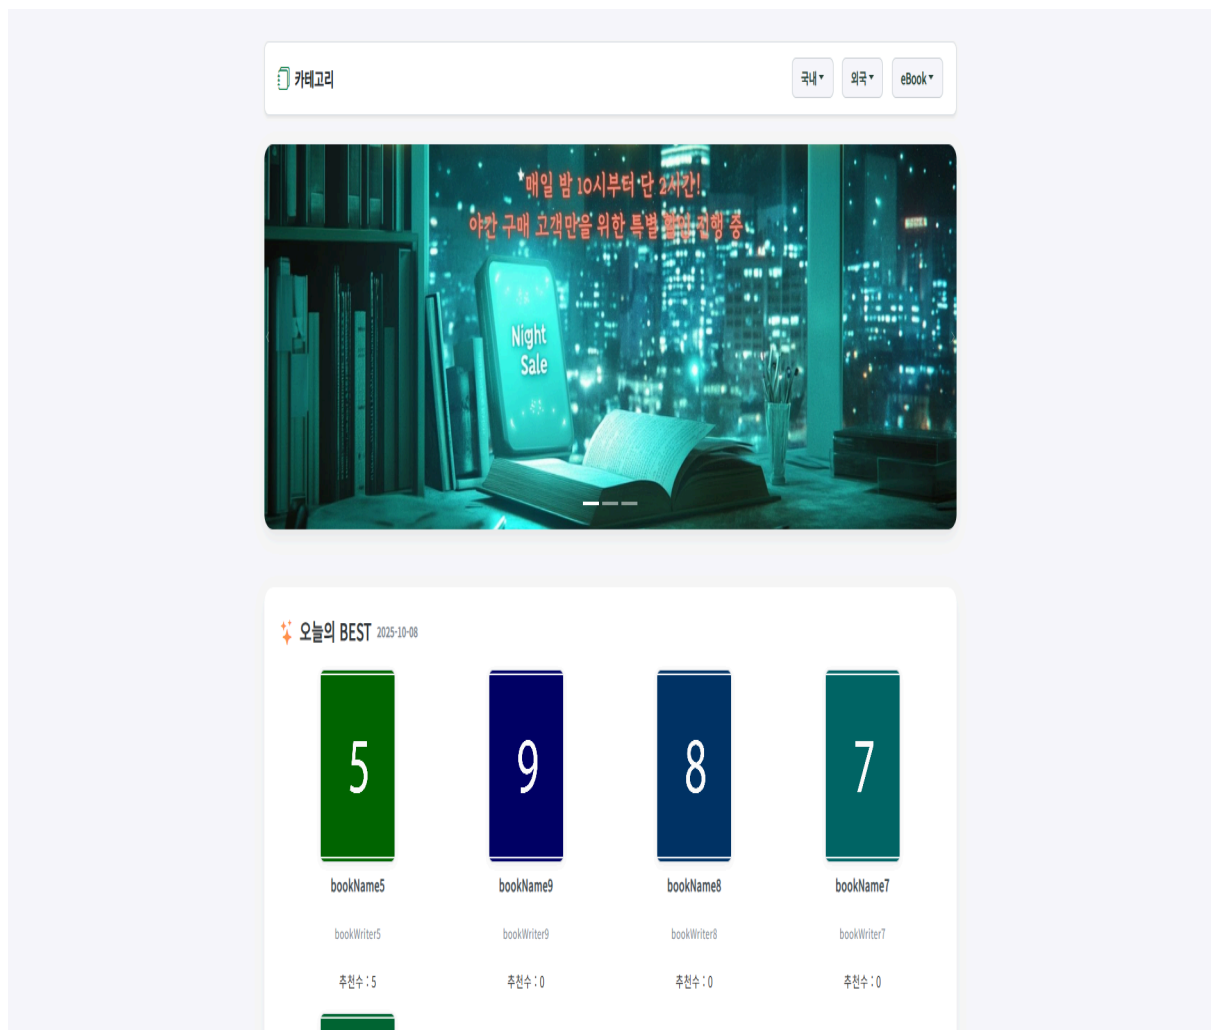 카테고리
국내
외국
eBook
매일 밤 10시부터 단 2시간!
야칸 구매 고객만을 위한 특별 할인 진행 중
Night
Sale
오늘의 BEST 2025-10-08
5 9 8 7
bookName5 bookName9 bookName8 bookName7
bookWriter5 bookWriter9 bookWriter8 bookWriter7
추천수 : 5 추천수 : 0 추천수 : 0 추천수 : 0